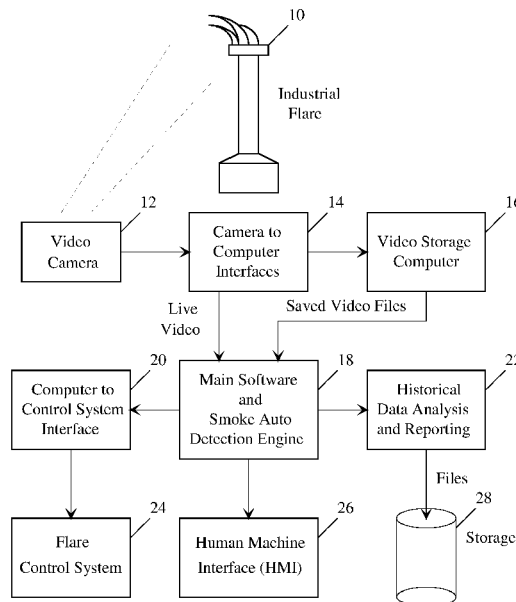 10
Industrial
Flare
12
14
16
Video
Camera
Camera to
Computer
Interfaces
Video Storage
Computer
Live
Video
Saved Video Files
20
18
22
Computer to
Control System
Interface
Main Software
and
Smoke Auto
Detection Engine
Historical
Data Analysis
and Reporting
Files
24
26
28
Flare
Control System
Human Machine
Interface (HMI)
Storage